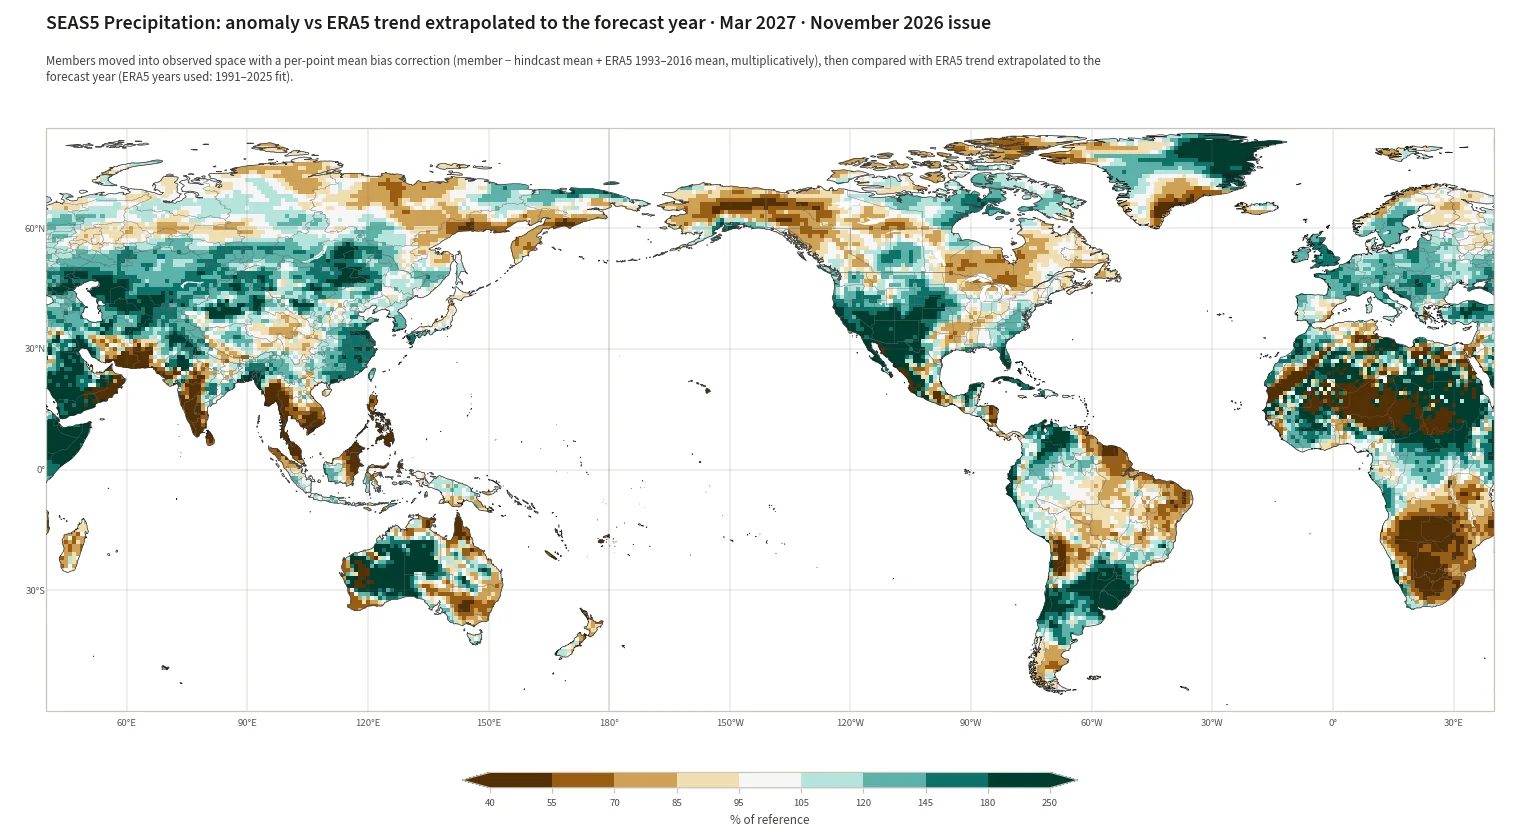 SEAS5 Precipitation: anomaly vs ERA5 trend extrapolated to the forecast year · Mar 2027 · November 2026 issue
Members moved into observed space with a per-point mean bias correction (member − hindcast mean + ERA5 1993–2016 mean, multiplicatively), then compared with ERA5 trend extrapolated to the
forecast year (ERA5 years used: 1991–2025 fit).
60°N
30°N
0°
30°S
60°E 90°E 120°E 150°E 180° 150°W 120°W 90°W 60°W 30°W 0° 30°E
40 55 70 85 95 105 120 145 180 250
% of reference